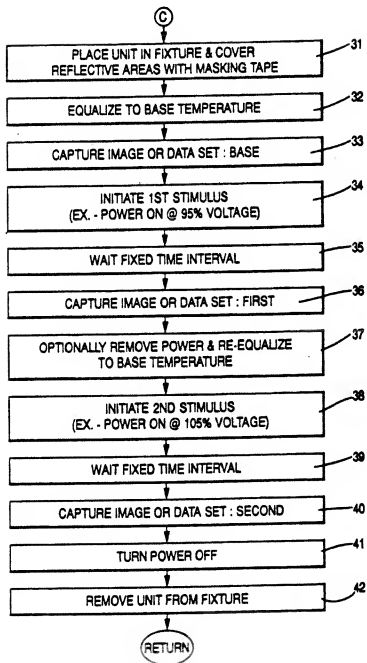 C
31
PLACE UNIT IN FIXTURE & COVER
REFLECTIVE AREAS WITH MASKING TAPE
32
EQUALIZE TO BASE TEMPERATURE
33
CAPTURE IMAGE OR DATA SET : BASE
34
INITIATE 1ST STIMULUS
(EX. - POWER ON @ 95% VOLTAGE)
35
WAIT FIXED TIME INTERVAL
36
CAPTURE IMAGE OR DATA SET : FIRST
37
OPTIONALLY REMOVE POWER & RE-EQUALIZE
TO BASE TEMPERATURE
38
INITIATE 2ND STIMULUS
(EX. - POWER ON @ 105% VOLTAGE)
39
WAIT FIXED TIME INTERVAL
40
CAPTURE IMAGE OR DATA SET : SECOND
41
TURN POWER OFF
42
REMOVE UNIT FROM FIXTURE
RETURN